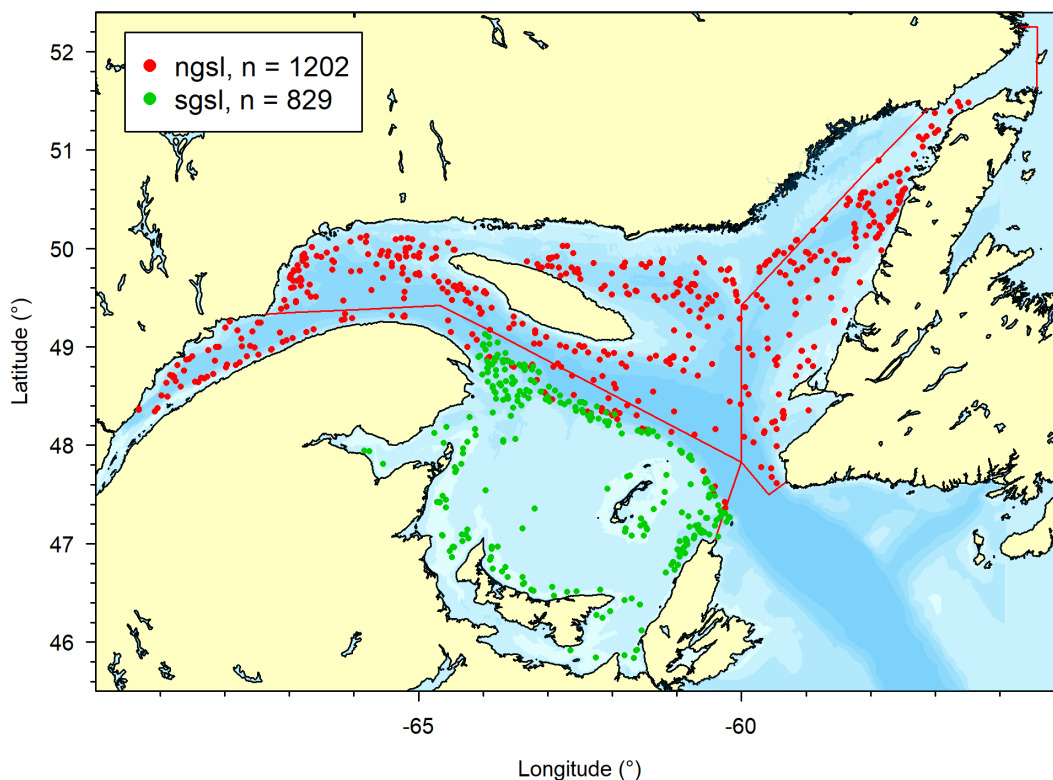 ngsl, n = 1202
sgsl, n = 829
52
51
50
49
48
47
46
Latitude (°)
-65
-60
Longitude (°)